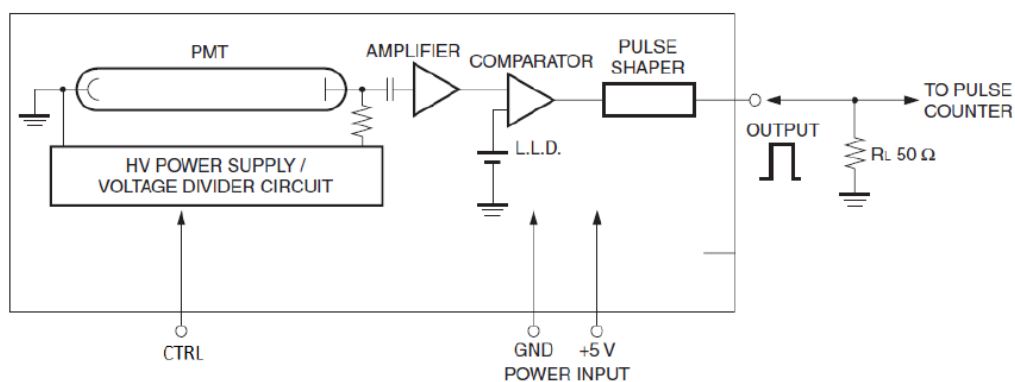 PMT
AMPLIFIER
COMPARATOR
PULSE
SHAPER
TO PULSE
COUNTER
OUTPUT
L.L.D.
RL 50 Ω
HV POWER SUPPLY /
VOLTAGE DIVIDER CIRCUIT
CTRL
GND +5 V
POWER INPUT